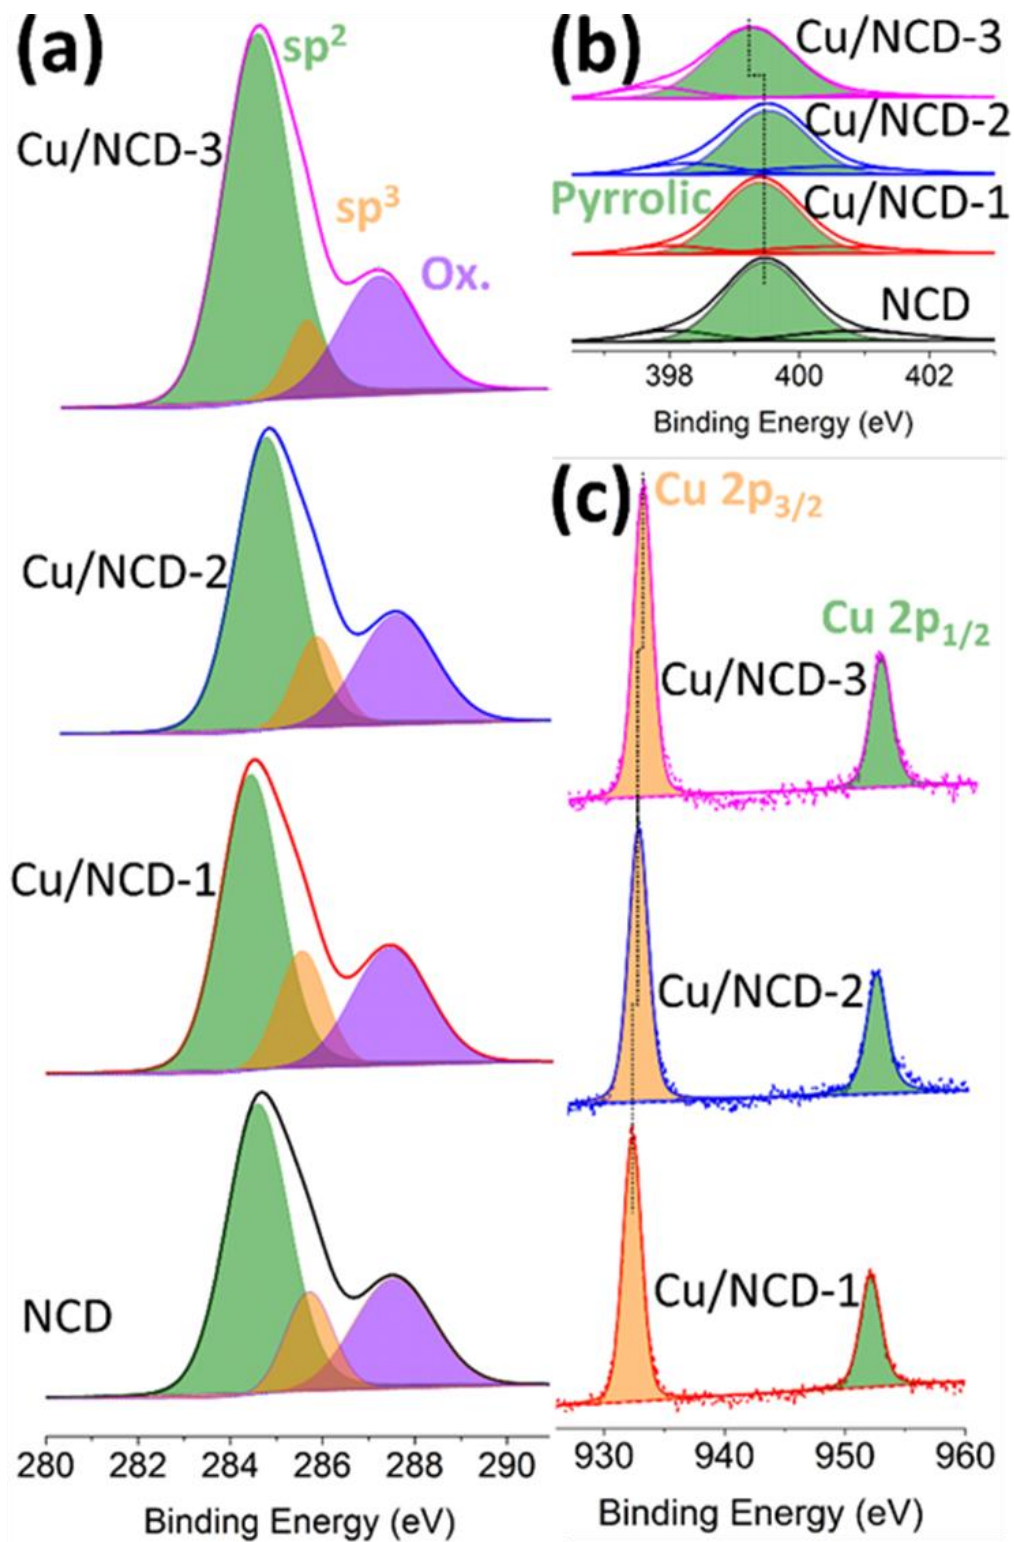 (a)
sp²
Cu/NCD-3
sp³
Ox.
Cu/NCD-2
Cu/NCD-1
NCD
280 282 284 286 288 290
Binding Energy (eV)
(b)
Cu/NCD-3
Cu/NCD-2
Pyrrolic
Cu/NCD-1
NCD
398 400 402
Binding Energy (eV)
(c)
Cu 2p3/2
Cu 2p1/2
Cu/NCD-3
Cu/NCD-2
Cu/NCD-1
930 940 950 960
Binding Energy (eV)